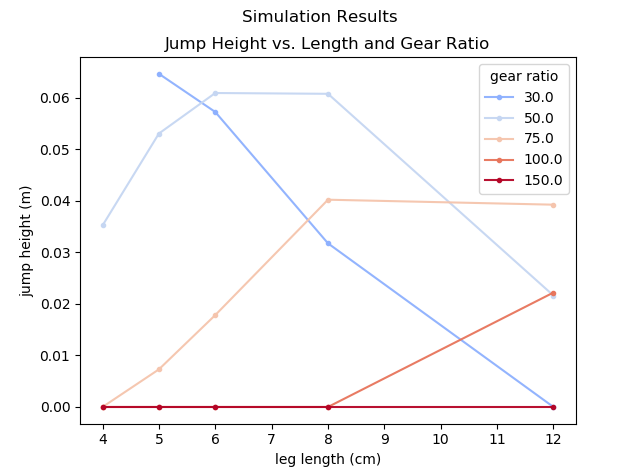 Simulation Results
Jump Height vs. Length and Gear Ratio
gear ratio
30.0
50.0
75.0
100.0
150.0
jump height (m)
0.06
0.05
0.04
0.03
0.02
0.01
0.00
4 5 6 7 8 9 10 11 12
leg length (cm)